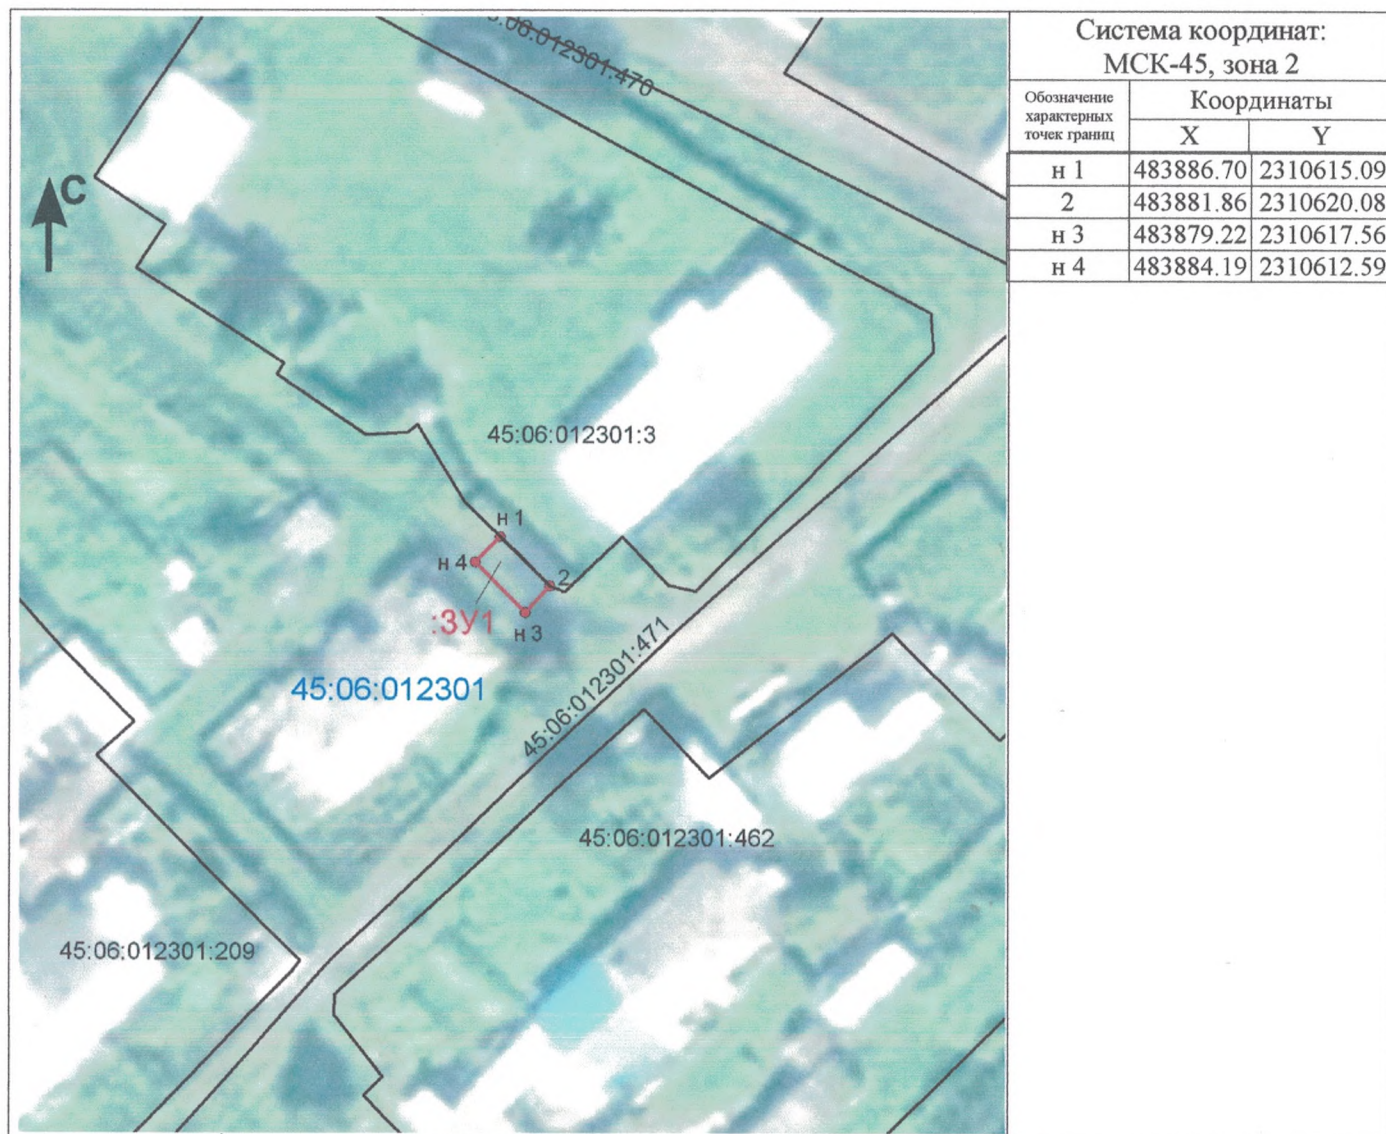 Система координат:
МСК-45, зона 2
Обозначение
характерных
точек границ
Координаты
X
Y
н 1
483886.70
2310615.09
2
483881.86
2310620.08
н 3
483879.22
2310617.56
н 4
483884.19
2310612.59
:06:012301:470
С
45:06:012301:3
н 1
н 4
2
:ЗУ1
н 3
45:06:012301
45:06:012301:471
45:06:012301:462
45:06:012301:209